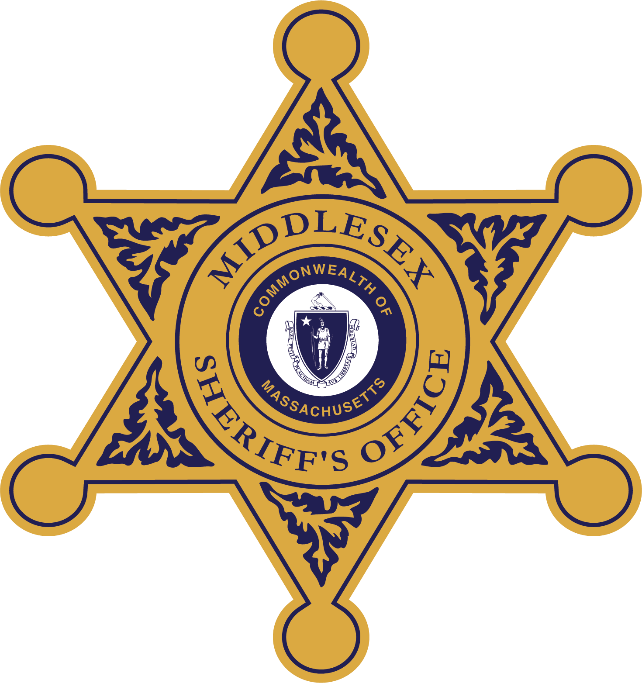 MIDDLESEX
SHERIFF'S OFFICE
COMMONWEALTH OF
MASSACHUSETTS